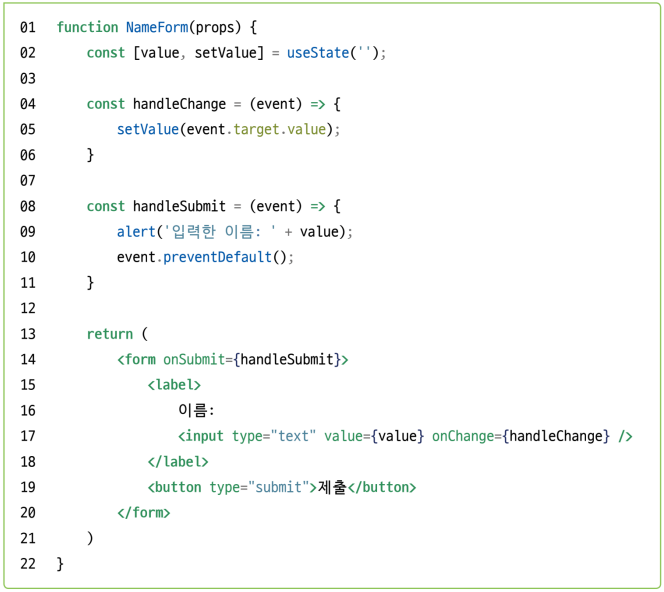 01 function NameForm(props) {
02     const [value, setValue] = useState('');
03
04     const handleChange = (event) => {
05         setValue(event.target.value);
06     }
07
08     const handleSubmit = (event) => {
09         alert('입력한 이름: ' + value);
10         event.preventDefault();
11     }
12
13     return (
14         <form onSubmit={handleSubmit}>
15             <label>
16                 이름:
17                 <input type="text" value={value} onChange={handleChange} />
18             </label>
19             <button type="submit">제출</button>
20         </form>
21     )
22 }